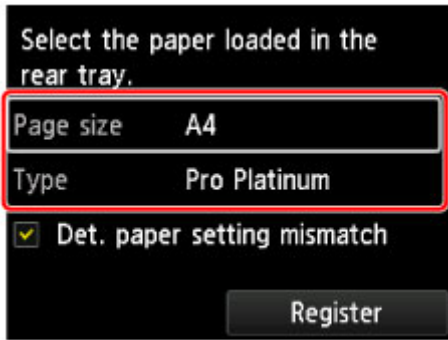 Select the paper loaded in the
rear tray.
Page size A4
Type Pro Platinum
Det. paper setting mismatch
Register